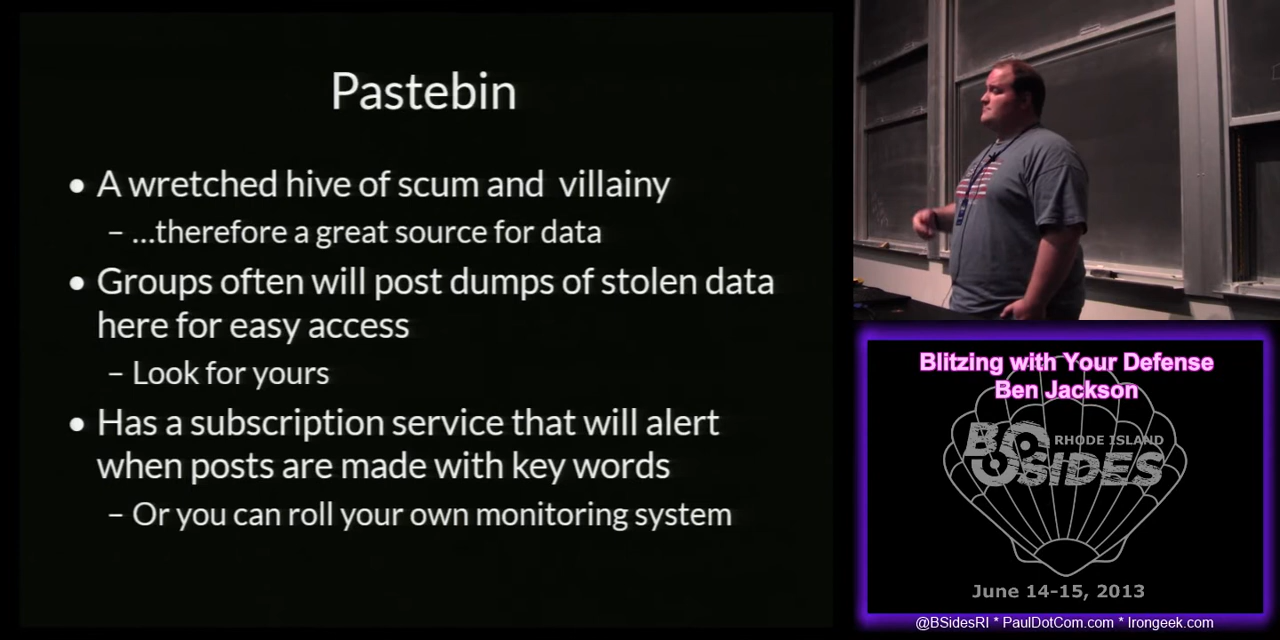 Pastebin
• A wretched hive of scum and villainy
– ...therefore a great source for data
• Groups often will post dumps of stolen data
here for easy access
– Look for yours
• Has a subscription service that will alert
when posts are made with key words
– Or you can roll your own monitoring system
Blitzing with Your Defense
Ben Jackson
BSIDES
RHODE ISLAND
June 14-15, 2013
@BSidesRI * PaulDotCom.com * Irongeek.com